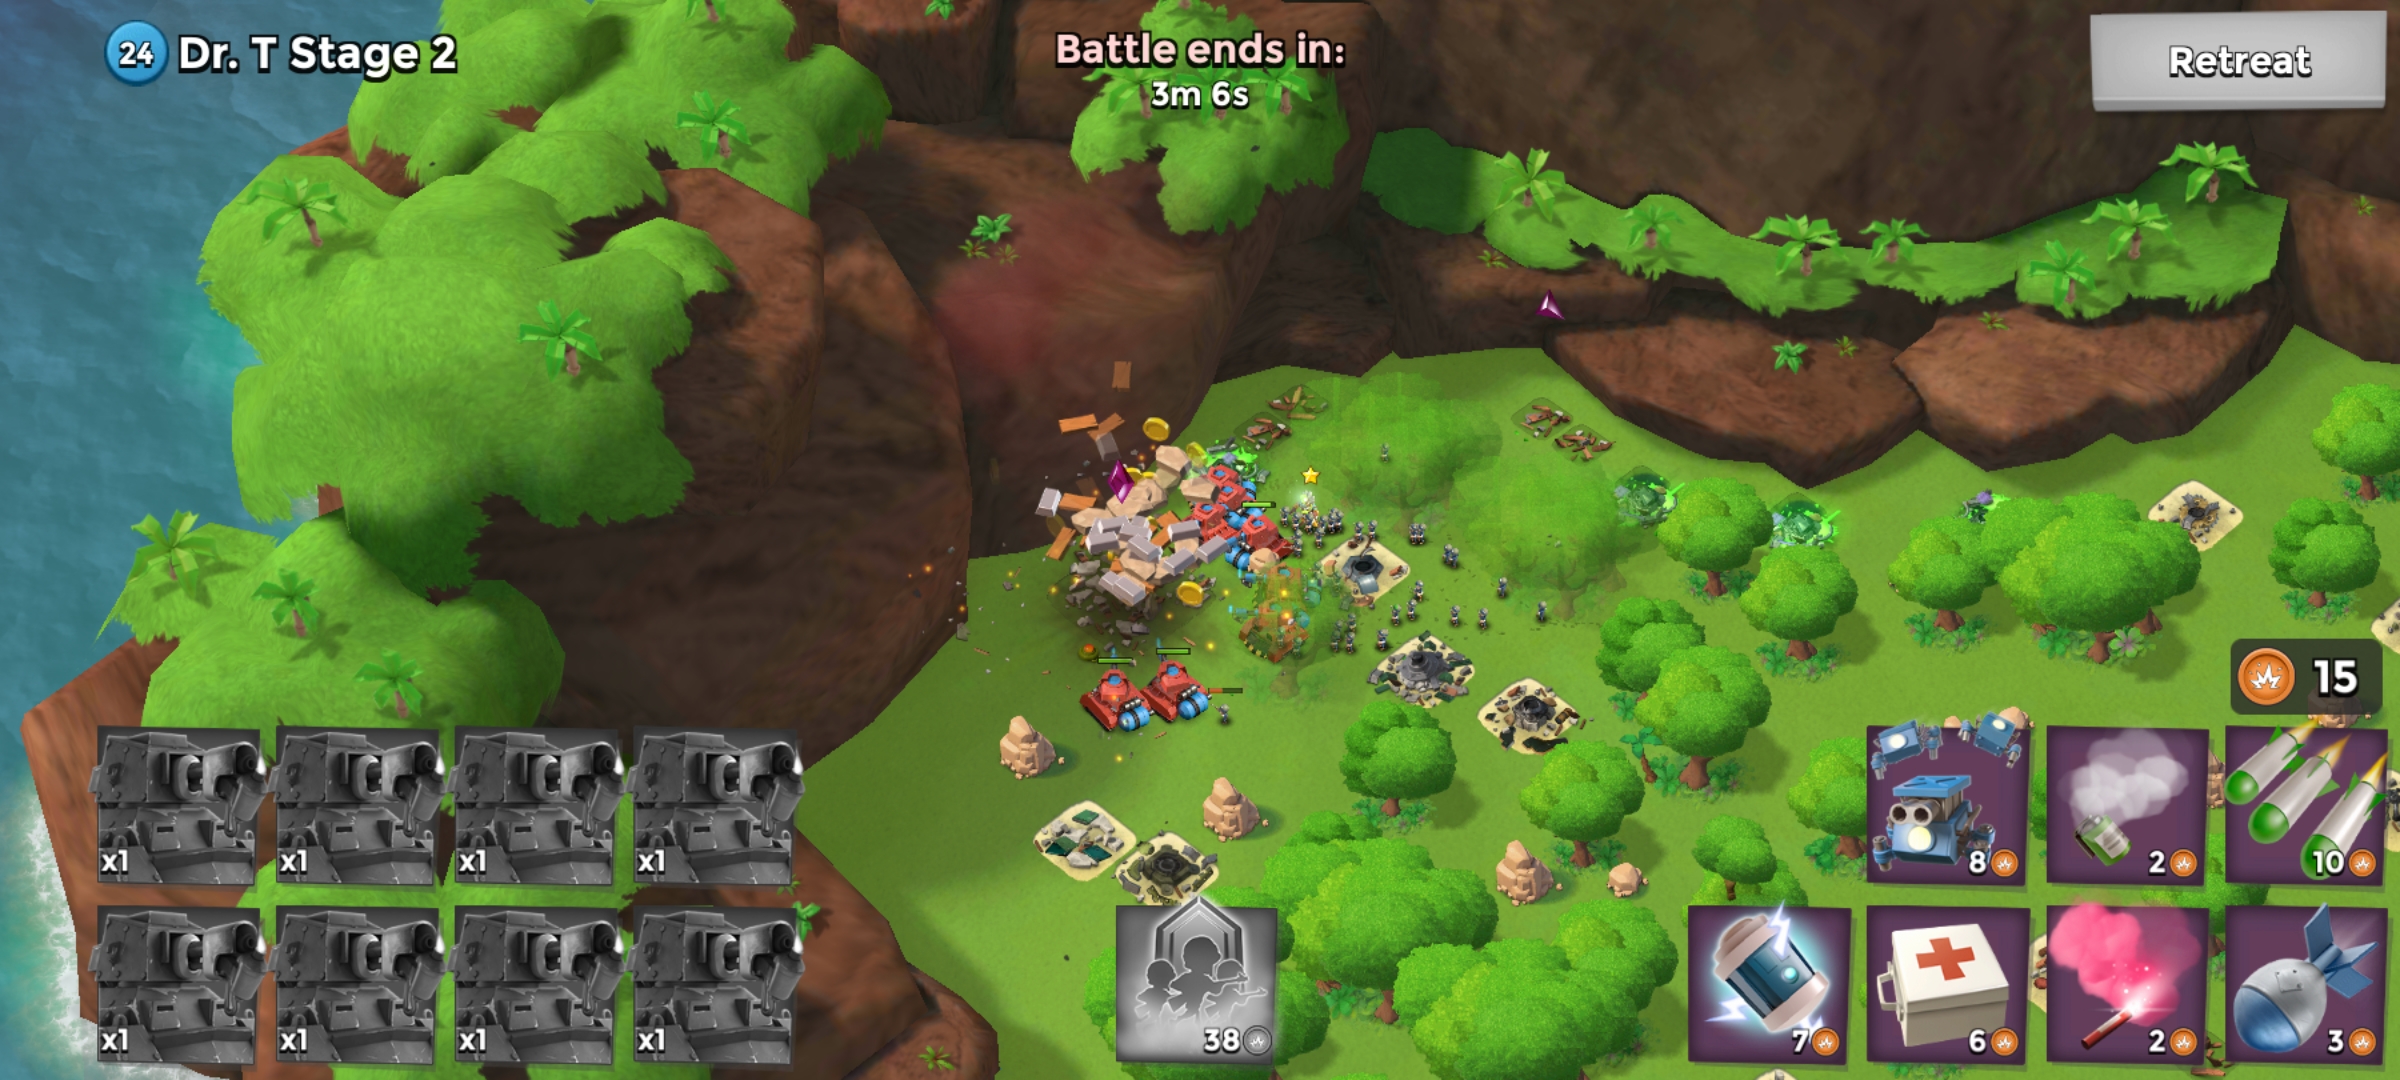 24 Dr. T Stage 2
Battle ends in:
3m 6s
Retreat
15
x1 x1 x1 x1
8 2 10
x1 x1 x1 x1
38 7 6 2 3